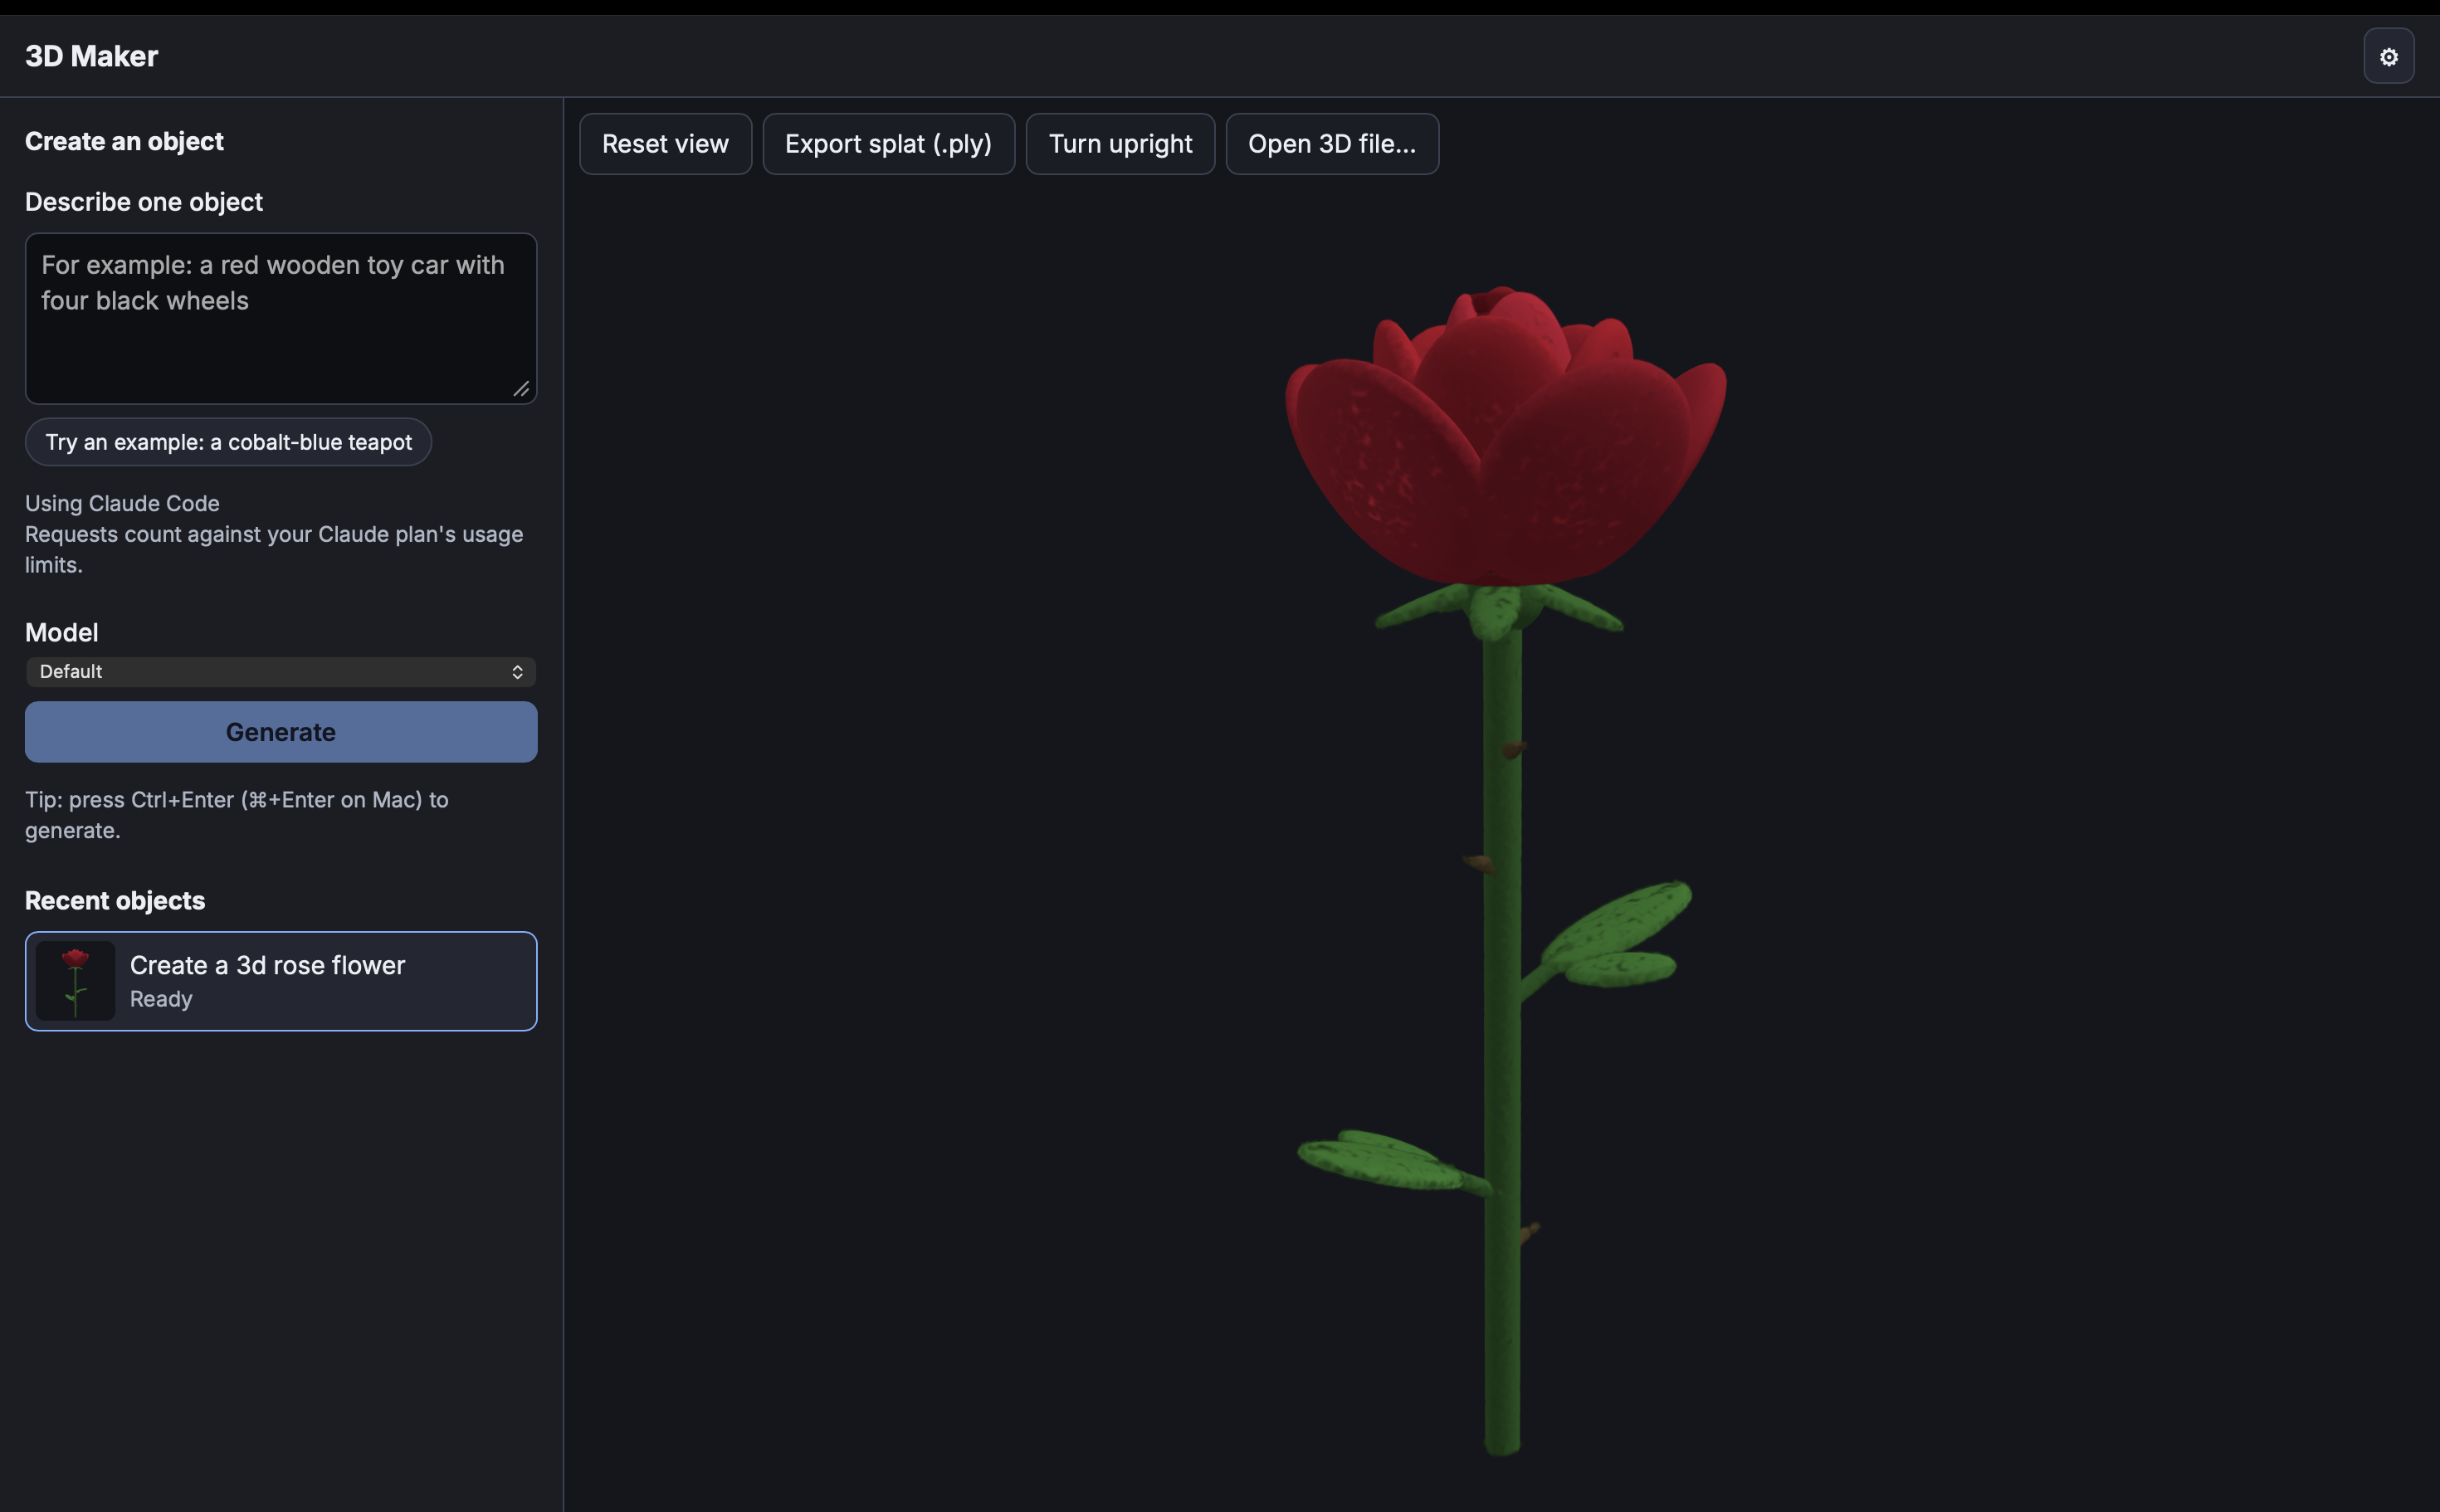 3D Maker
Create an object
Describe one object
For example: a red wooden toy car with
four black wheels
Try an example: a cobalt-blue teapot
Using Claude Code
Requests count against your Claude plan's usage
limits.
Model
Default
Generate
Tip: press Ctrl+Enter (⌘+Enter on Mac) to
generate.
Recent objects
Create a 3d rose flower
Ready
Reset view
Export splat (.ply)
Turn upright
Open 3D file...